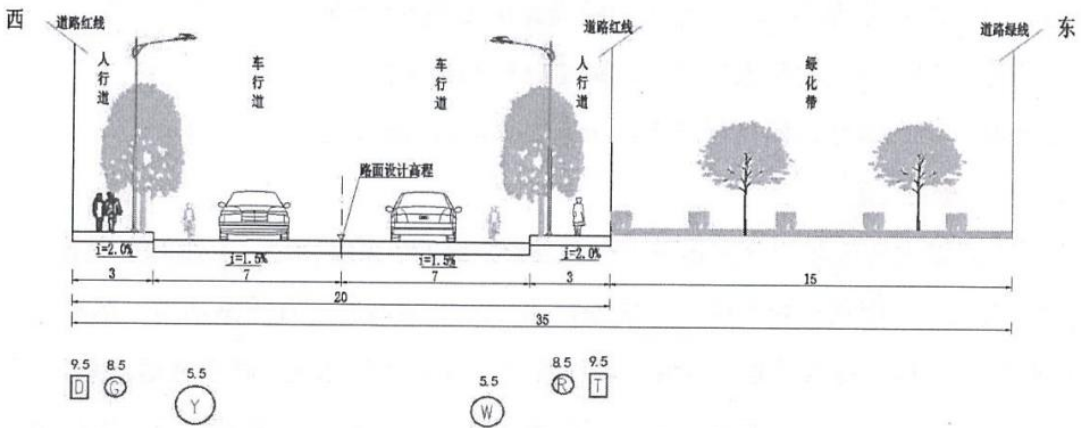 西
道路红线
道路红线
道路绿线
东
人行道
车行道
车行道
人行道
绿化带
路面设计高程
i=2.0%
i=1.5%
i=1.5%
i=2.0%
3
7
7
3
15
20
35
9.5 8.5 5.5 5.5 8.5 9.5
D G Y W R T